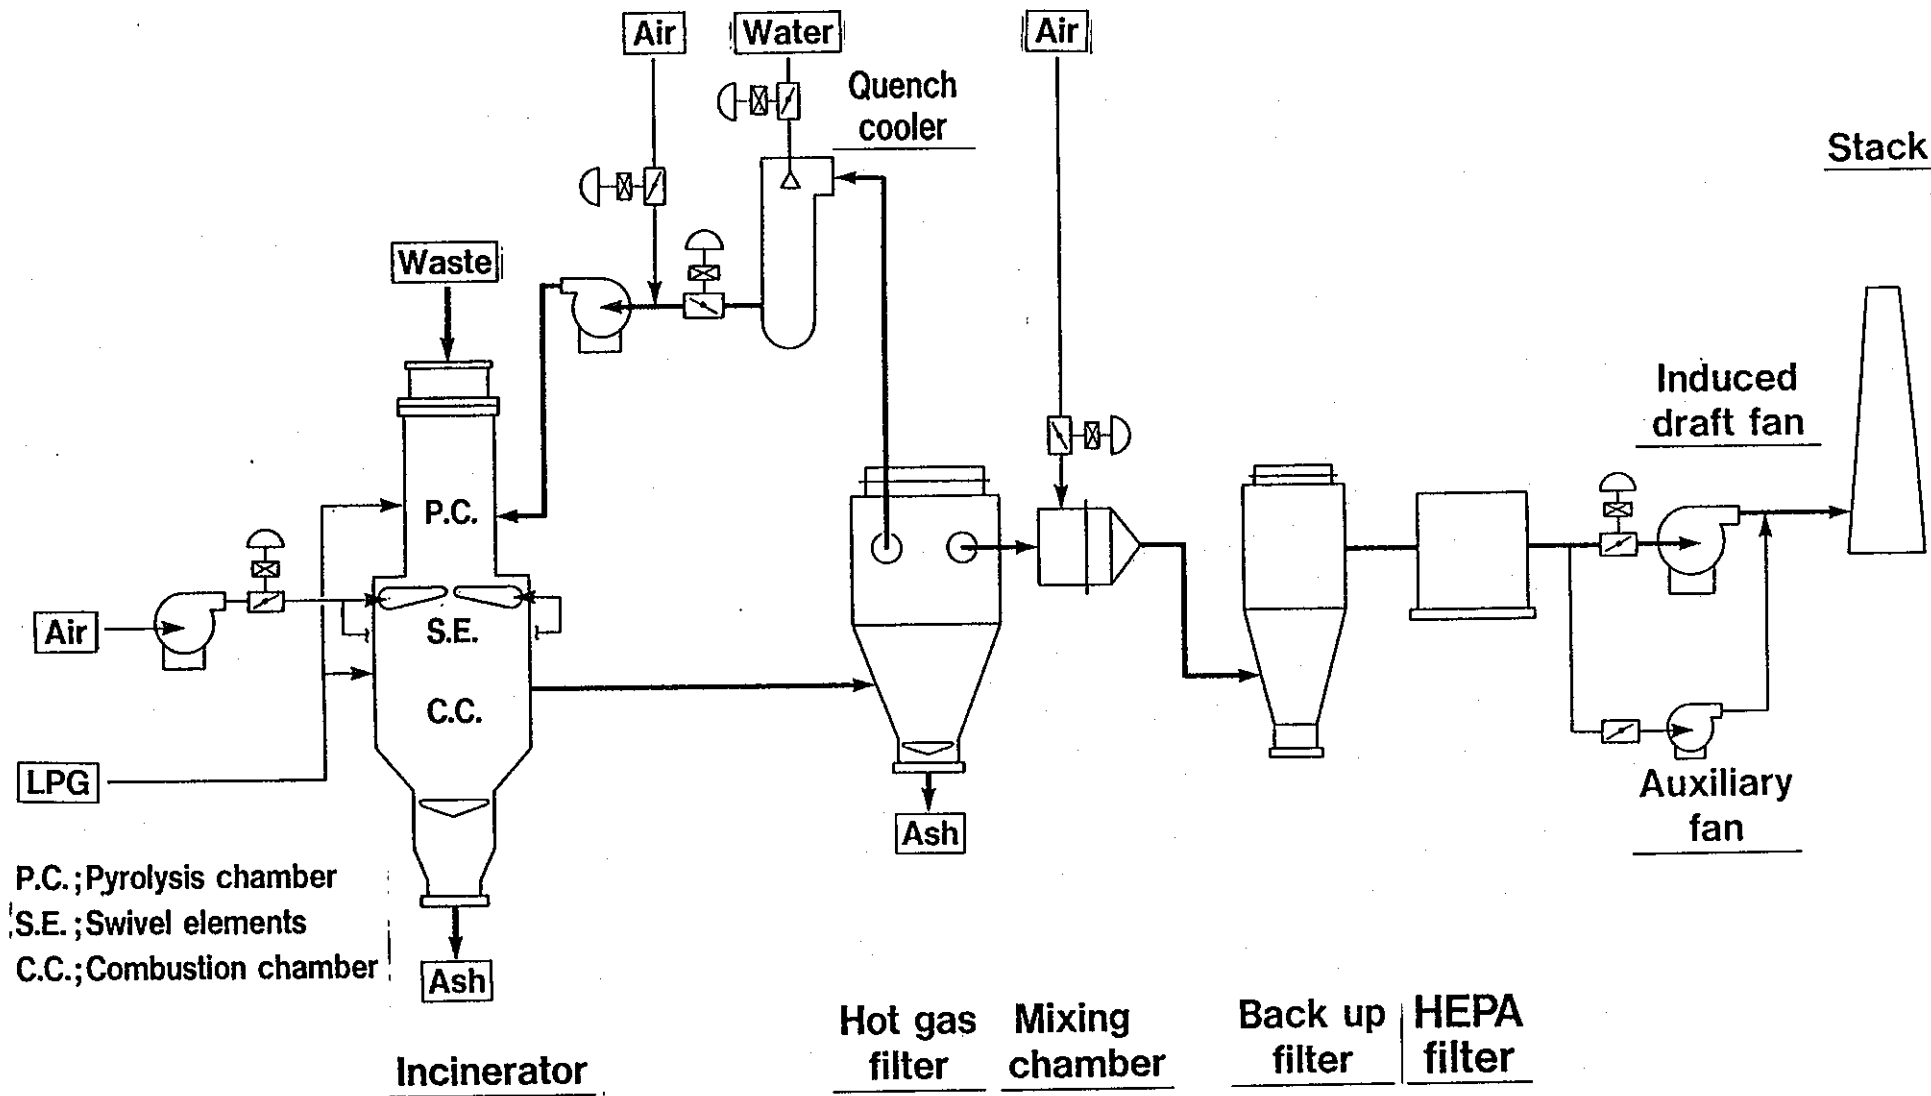 Air
Water
Air
Quench
cooler
Stack
Waste
Induced
draft fan
P.C.
Air
S.E.
C.C.
LPG
Auxiliary
fan
Ash
P.C.;Pyrolysis chamber
S.E.;Swivel elements
C.C.;Combustion chamber
Ash
Hot gas
filter
Mixing
chamber
Back up
filter
HEPA
filter
Incinerator